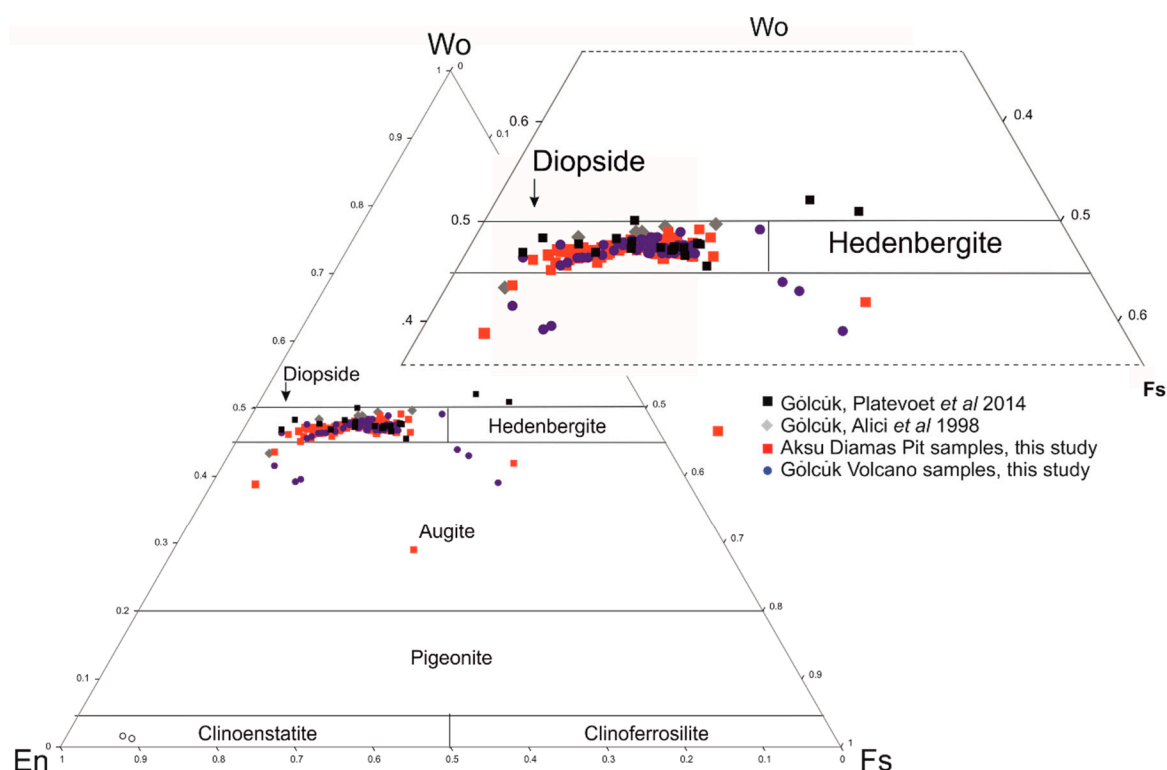 Wo
Wo
1
0
0.9
0.1
0.8
0.7
0.6
0.5
0.4
0.3
0.2
0.1
0
0.6
0.4
0.5
0.5
.4
0.6
Diopside
Hedenbergite
Fs
Diopside
Hedenbergite
0.5
0.6
0.7
0.8
0.9
1
Gólcúk, Platevoet et al 2014
Gólcúk, Alici et al 1998
Aksu Diamas Pit samples, this study
Gólcúk Volcano samples, this study
Augite
Pigeonite
Clinoenstatite
Clinoferrosilite
En
Fs
1
0.9
0.8
0.7
0.6
0.5
0.4
0.3
0.2
0.1
0